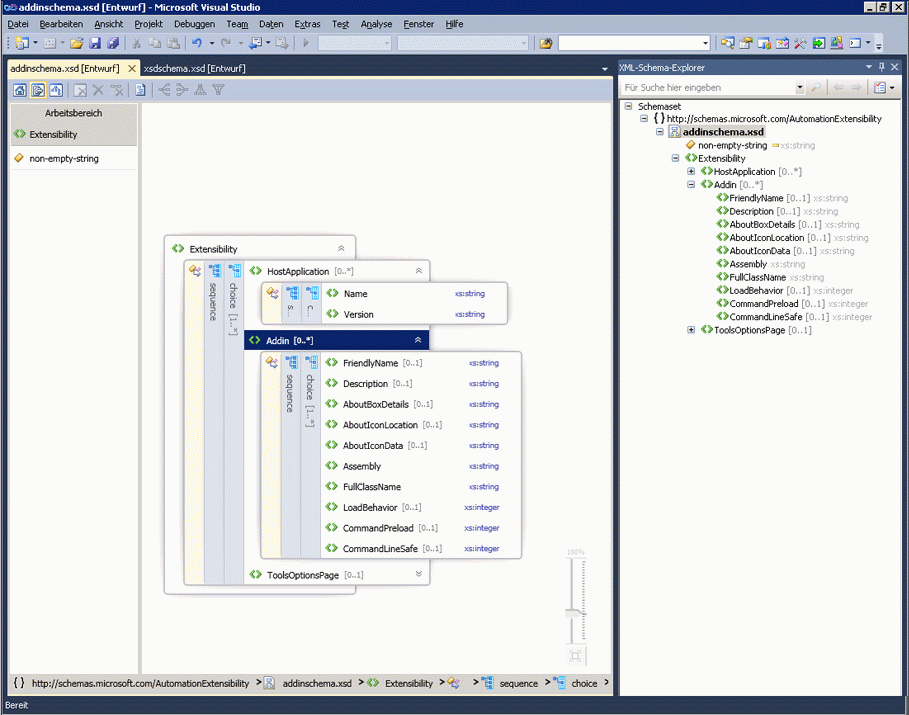 addinschema.xsd [Entwurf] - Microsoft Visual Studio
Datei Bearbeiten Ansicht Projekt Debuggen Team Daten Extras Test Analyse Fenster Hilfe
addinschema.xsd [Entwurf] xsdschema.xsd [Entwurf]
Arbeitsbereich
Extensibility
non-empty-string
Extensibility
sequence
choice [1..*]
HostApplication [0..*]
s...
c...
Name xs:string
Version xs:string
Addin [0..*]
sequence
choice [1..*]
FriendlyName [0..1] xs:string
Description [0..1] xs:string
AboutBoxDetails [0..1] xs:string
AboutIconLocation [0..1] xs:string
AboutIconData [0..1] xs:string
Assembly xs:string
FullClassName xs:string
LoadBehavior [0..1] xs:integer
CommandPreload [0..1] xs:integer
CommandLineSafe [0..1] xs:integer
ToolsOptionsPage [0..1]
100%
{ } http://schemas.microsoft.com/AutomationExtensibility > addinschema.xsd > Extensibility > > sequence > choice >
XML-Schema-Explorer
Für Suche hier eingeben
Schemaset
{ } http://schemas.microsoft.com/AutomationExtensibility
addinschema.xsd
non-empty-string xs:string
Extensibility
HostApplication [0..*]
Addin [0..*]
FriendlyName [0..1] xs:string
Description [0..1] xs:string
AboutBoxDetails [0..1] xs:string
AboutIconLocation [0..1] xs:string
AboutIconData [0..1] xs:string
Assembly xs:string
FullClassName xs:string
LoadBehavior [0..1] xs:integer
CommandPreload [0..1] xs:integer
CommandLineSafe [0..1] xs:integer
ToolsOptionsPage [0..1]
Bereit